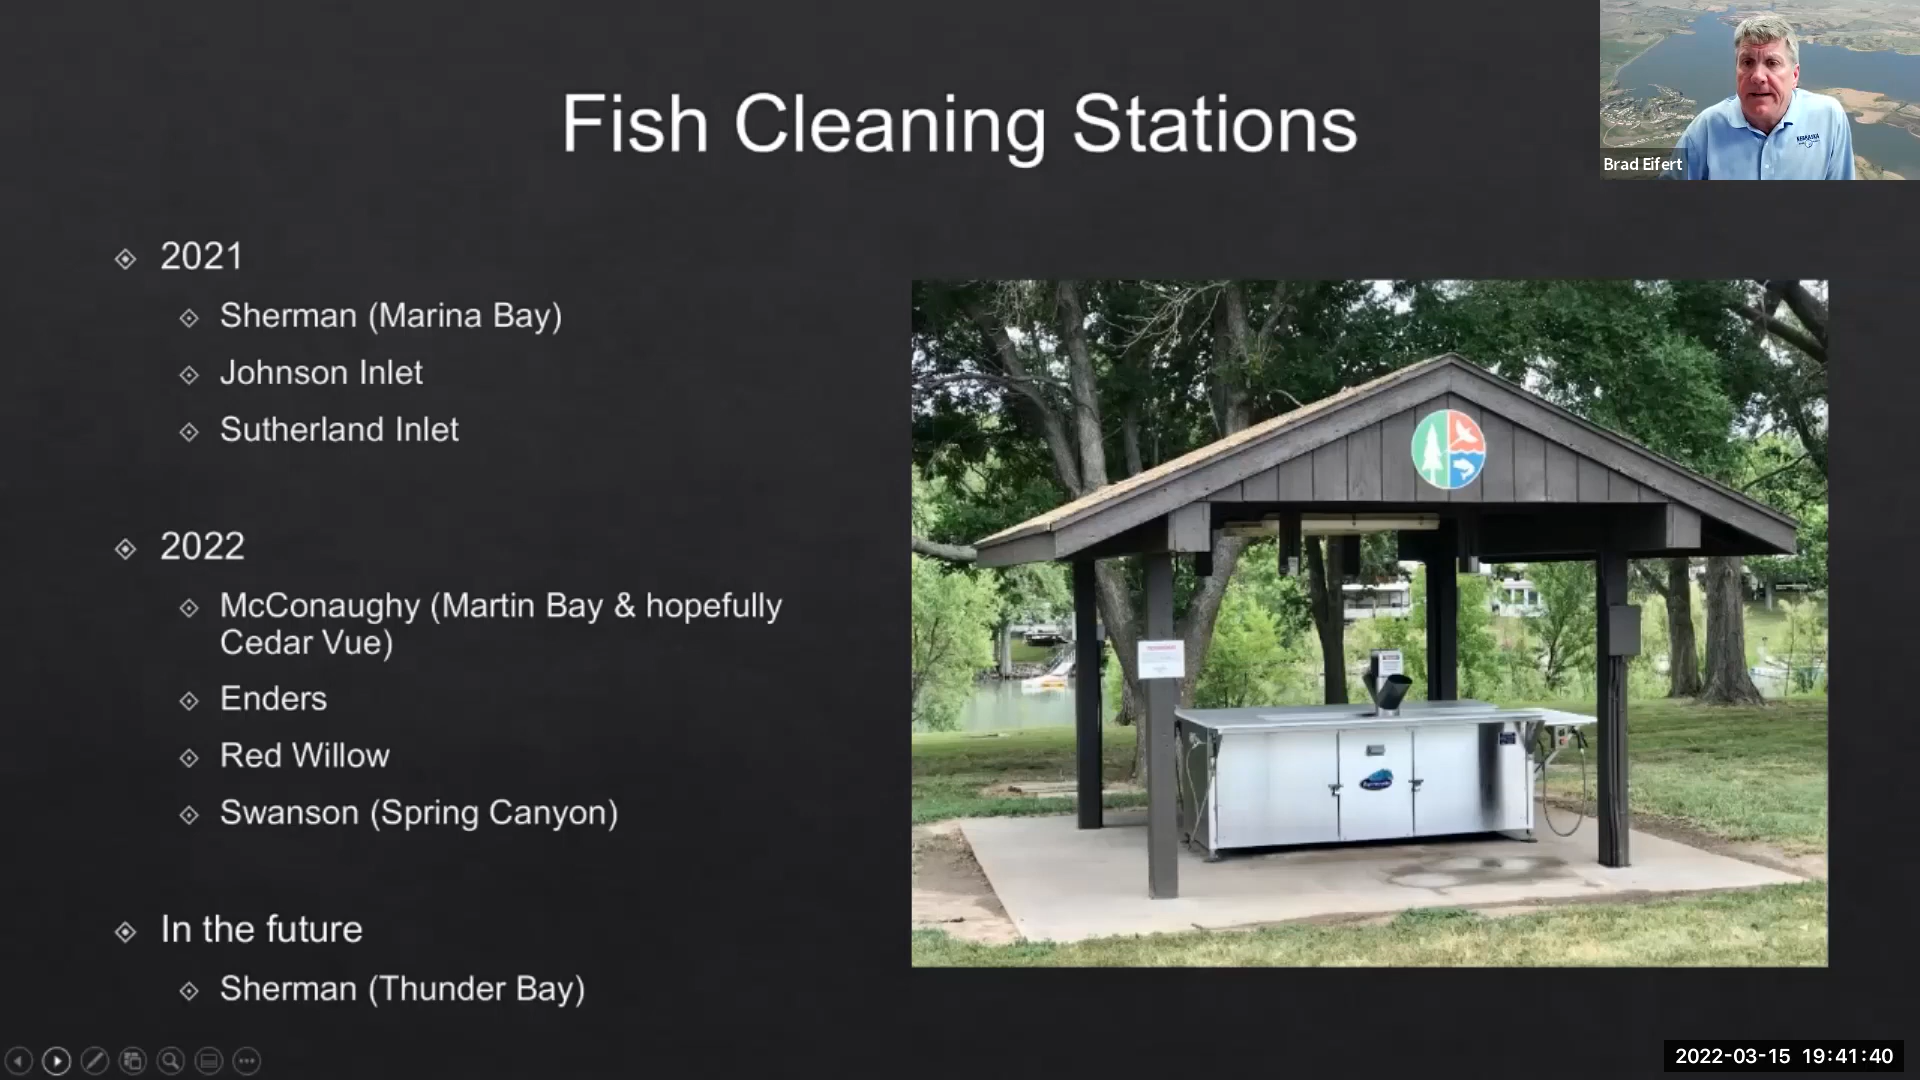 Fish Cleaning Stations
Brad Eifert
2021
Sherman (Marina Bay)
Johnson Inlet
Sutherland Inlet
2022
McConaughy (Martin Bay & hopefully
Cedar Vue)
Enders
Red Willow
Swanson (Spring Canyon)
In the future
Sherman (Thunder Bay)
2022-03-15 19:41:40